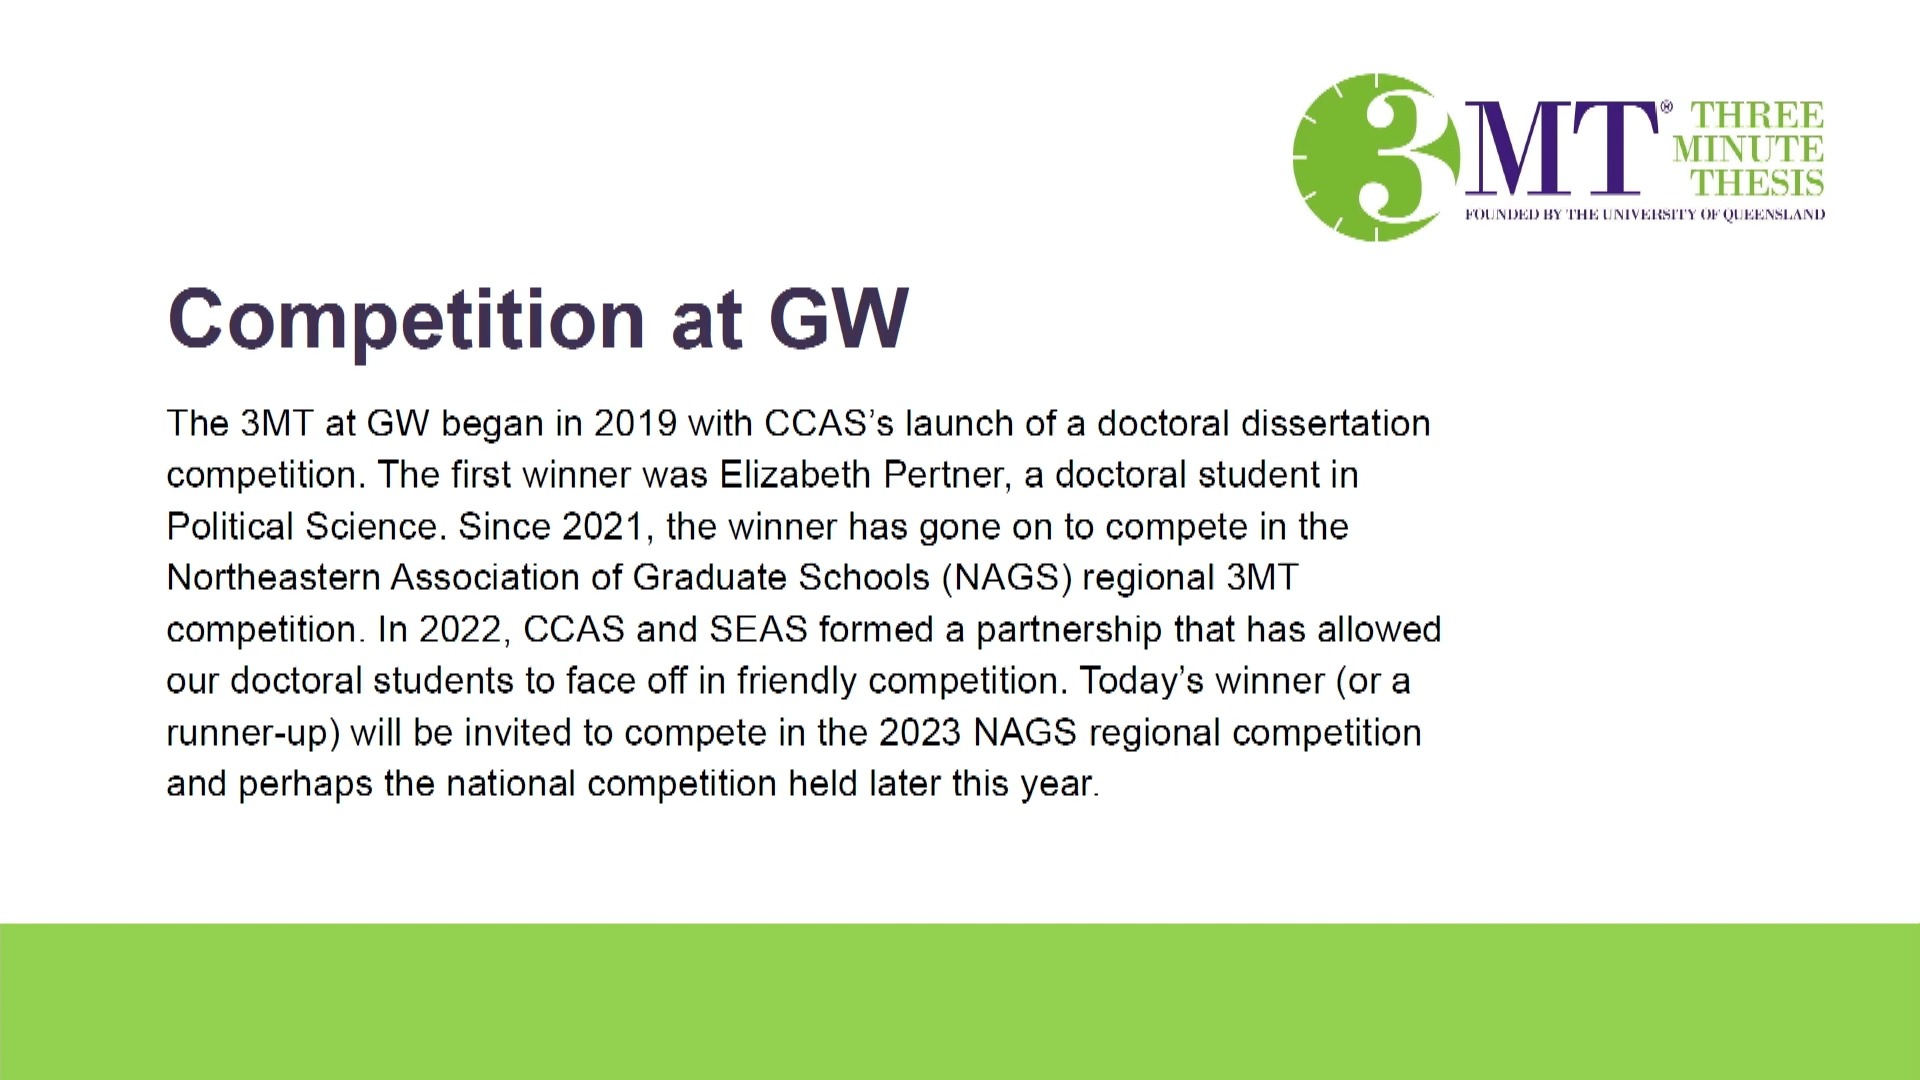 3MT® THREE
MINUTE
THESIS
FOUNDED BY THE UNIVERSITY OF QUEENSLAND
Competition at GW
The 3MT at GW began in 2019 with CCAS’s launch of a doctoral dissertation
competition. The first winner was Elizabeth Pertner, a doctoral student in
Political Science. Since 2021, the winner has gone on to compete in the
Northeastern Association of Graduate Schools (NAGS) regional 3MT
competition. In 2022, CCAS and SEAS formed a partnership that has allowed
our doctoral students to face off in friendly competition. Today’s winner (or a
runner-up) will be invited to compete in the 2023 NAGS regional competition
and perhaps the national competition held later this year.